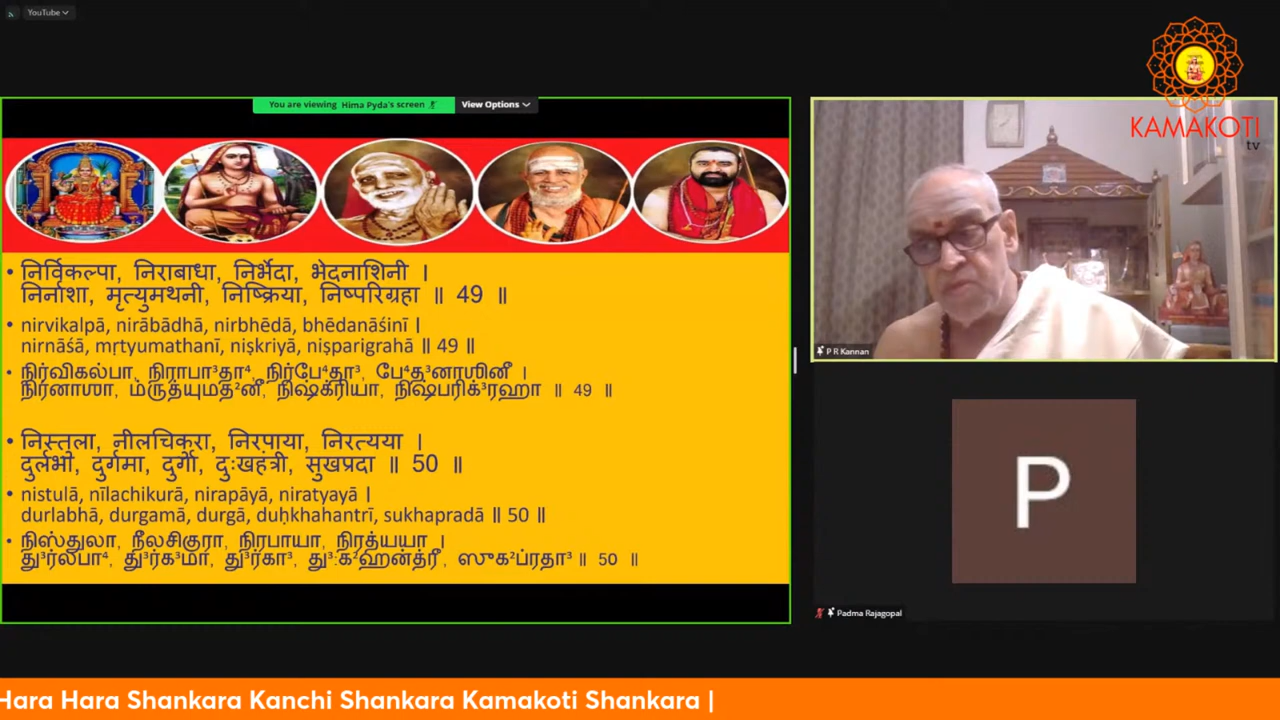 YouTube
KAMAKOTI
tv
You are viewing Hima Pyda's screen
View Options
• निर्विकल्पा, निराबाधा, निर्भेदा, भेदनाशिनी ।
निर्नाशा, मृत्युमथनी, निष्क्रिया, निष्परिग्रहा ॥ 49 ॥
• nirvikalpā, nirābādhā, nirbhēdā, bhēdanāśinī |
nirnāśā, mṛtyumathanī, niṣkriyā, niṣparigrahā ǁ 49 ǁ
• நிர்விகல்பா, நிராபா³தா⁴, நிர்பே⁴தா³, பே⁴த³னாஶினீ ।
நிர்னாஶா, ம்ருத்யுமத²னீ, நிஷ்க்ரியா, நிஷ்பரிக்³ரஹா ॥ 49 ॥
• निस्तुला, नीलचिकुरा, निरपाया, निरत्यया ।
दुर्लभा, दुर्गमा, दुर्गा, दुःखहंत्री, सुखप्रदा ॥ 50 ॥
• nistulā, nīlachikurā, nirapāyā, niratyayā |
durlabhā, durgamā, durgā, duḥkhahantrī, sukhapradā ǁ 50 ǁ
• நிஸ்துலா, நீலசிகுரா, நிரபாயா, நிரத்யயா ।
து³ர்லபா⁴, து³ர்க³மா, து³ர்கா³, து³:க²ஹன்த்ரீ, ஸுக²ப்ரதா³ ॥ 50 ॥
P R Kannan
P
Padma Rajagopal
Hara Hara Shankara Kanchi Shankara Kamakoti Shankara |